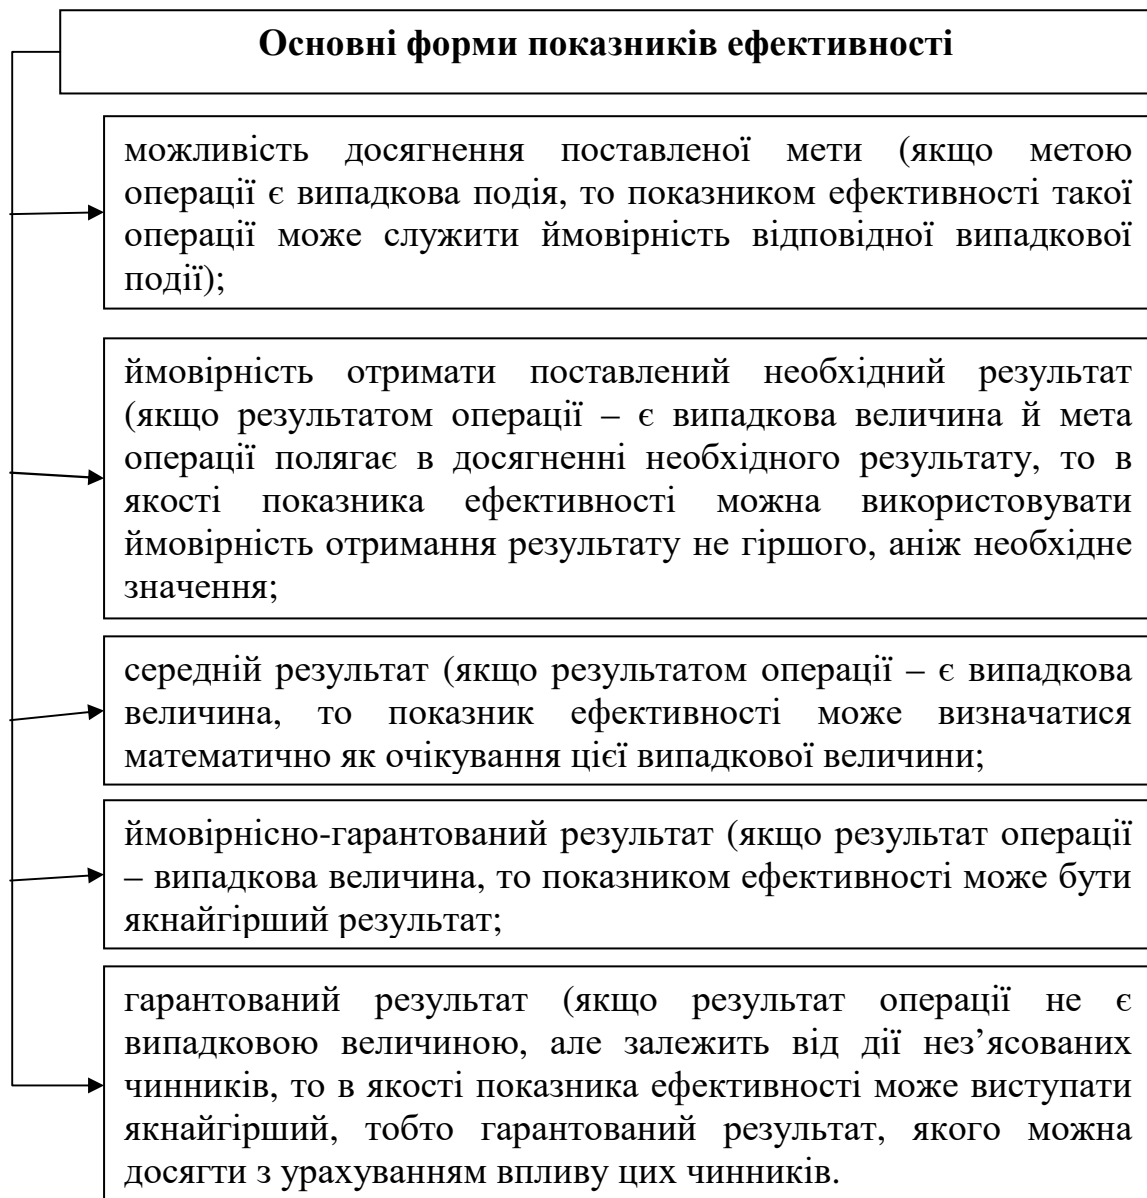 Основні форми показників ефективності
можливість досягнення поставленої мети (якщо метою
операції є випадкова подія, то показником ефективності такої
операції може служити ймовірність відповідної випадкової
події);
ймовірність отримати поставлений необхідний результат
(якщо результатом операції – є випадкова величина й мета
операції полягає в досягненні необхідного результату, то в
якості показника ефективності можна використовувати
ймовірність отримання результату не гіршого, аніж необхідне
значення;
середній результат (якщо результатом операції – є випадкова
величина, то показник ефективності може визначатися
математично як очікування цієї випадкової величини;
ймовірнісно-гарантований результат (якщо результат операції
– випадкова величина, то показником ефективності може бути
якнайгірший результат;
гарантований результат (якщо результат операції не є
випадковою величиною, але залежить від дії нез’ясованих
чинників, то в якості показника ефективності може виступати
якнайгірший, тобто гарантований результат, якого можна
досягти з урахуванням впливу цих чинників.